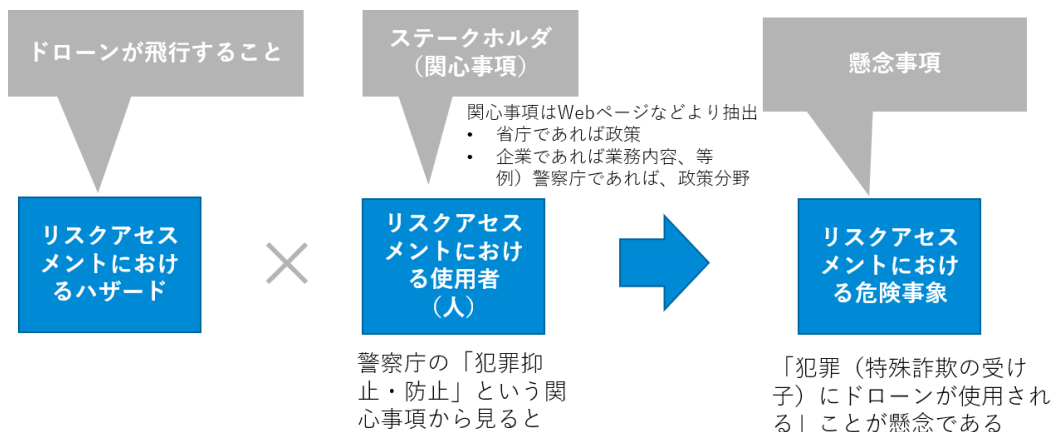 ドローンが飛行すること
ステークホルダ
（関心事項）
懸念事項
関心事項はWebページなどより抽出
• 省庁であれば政策
• 企業であれば業務内容、等
例）警察庁であれば、政策分野
リスクアセス
メントにおけ
るハザード
×
リスクアセス
メントにおけ
る使用者
（人）
リスクアセス
メントにおけ
る危険事象
警察庁の「犯罪抑
止・防止」という関
心事項から見ると
「犯罪（特殊詐欺の受け
子）にドローンが使用され
る」ことが懸念である